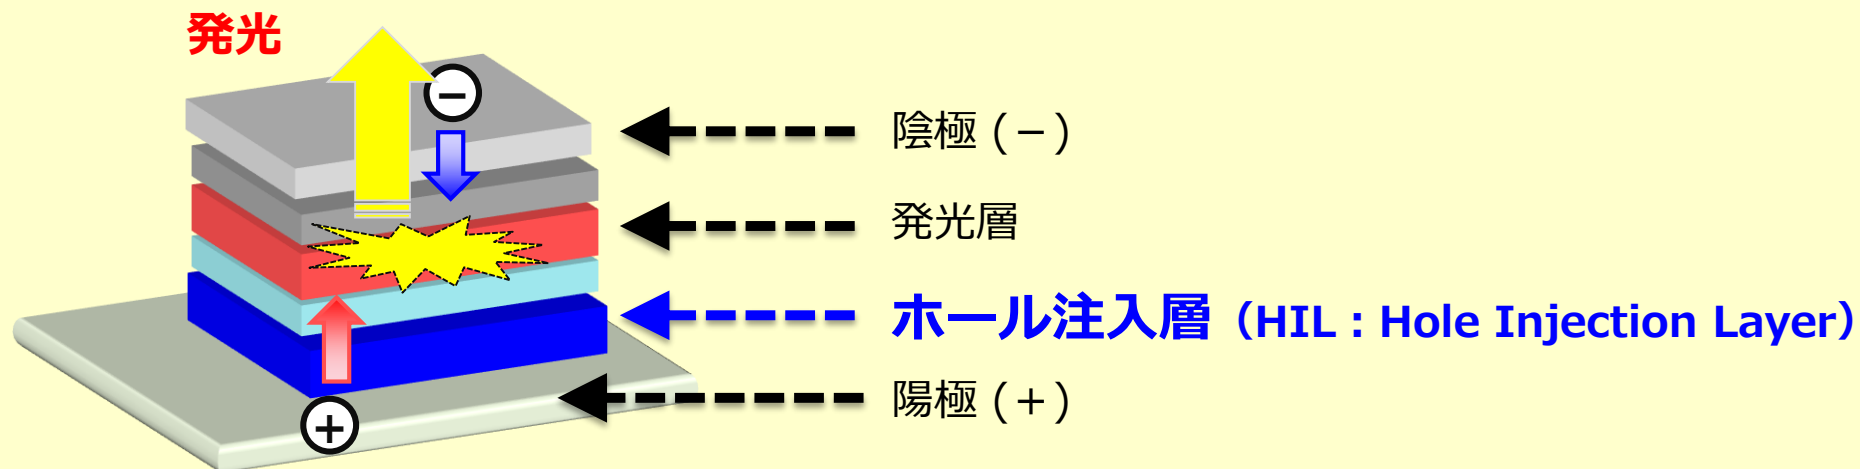 発光
−
陰極 (−)
発光層
ホール注入層（HIL：Hole Injection Layer）
陽極 (＋)
+